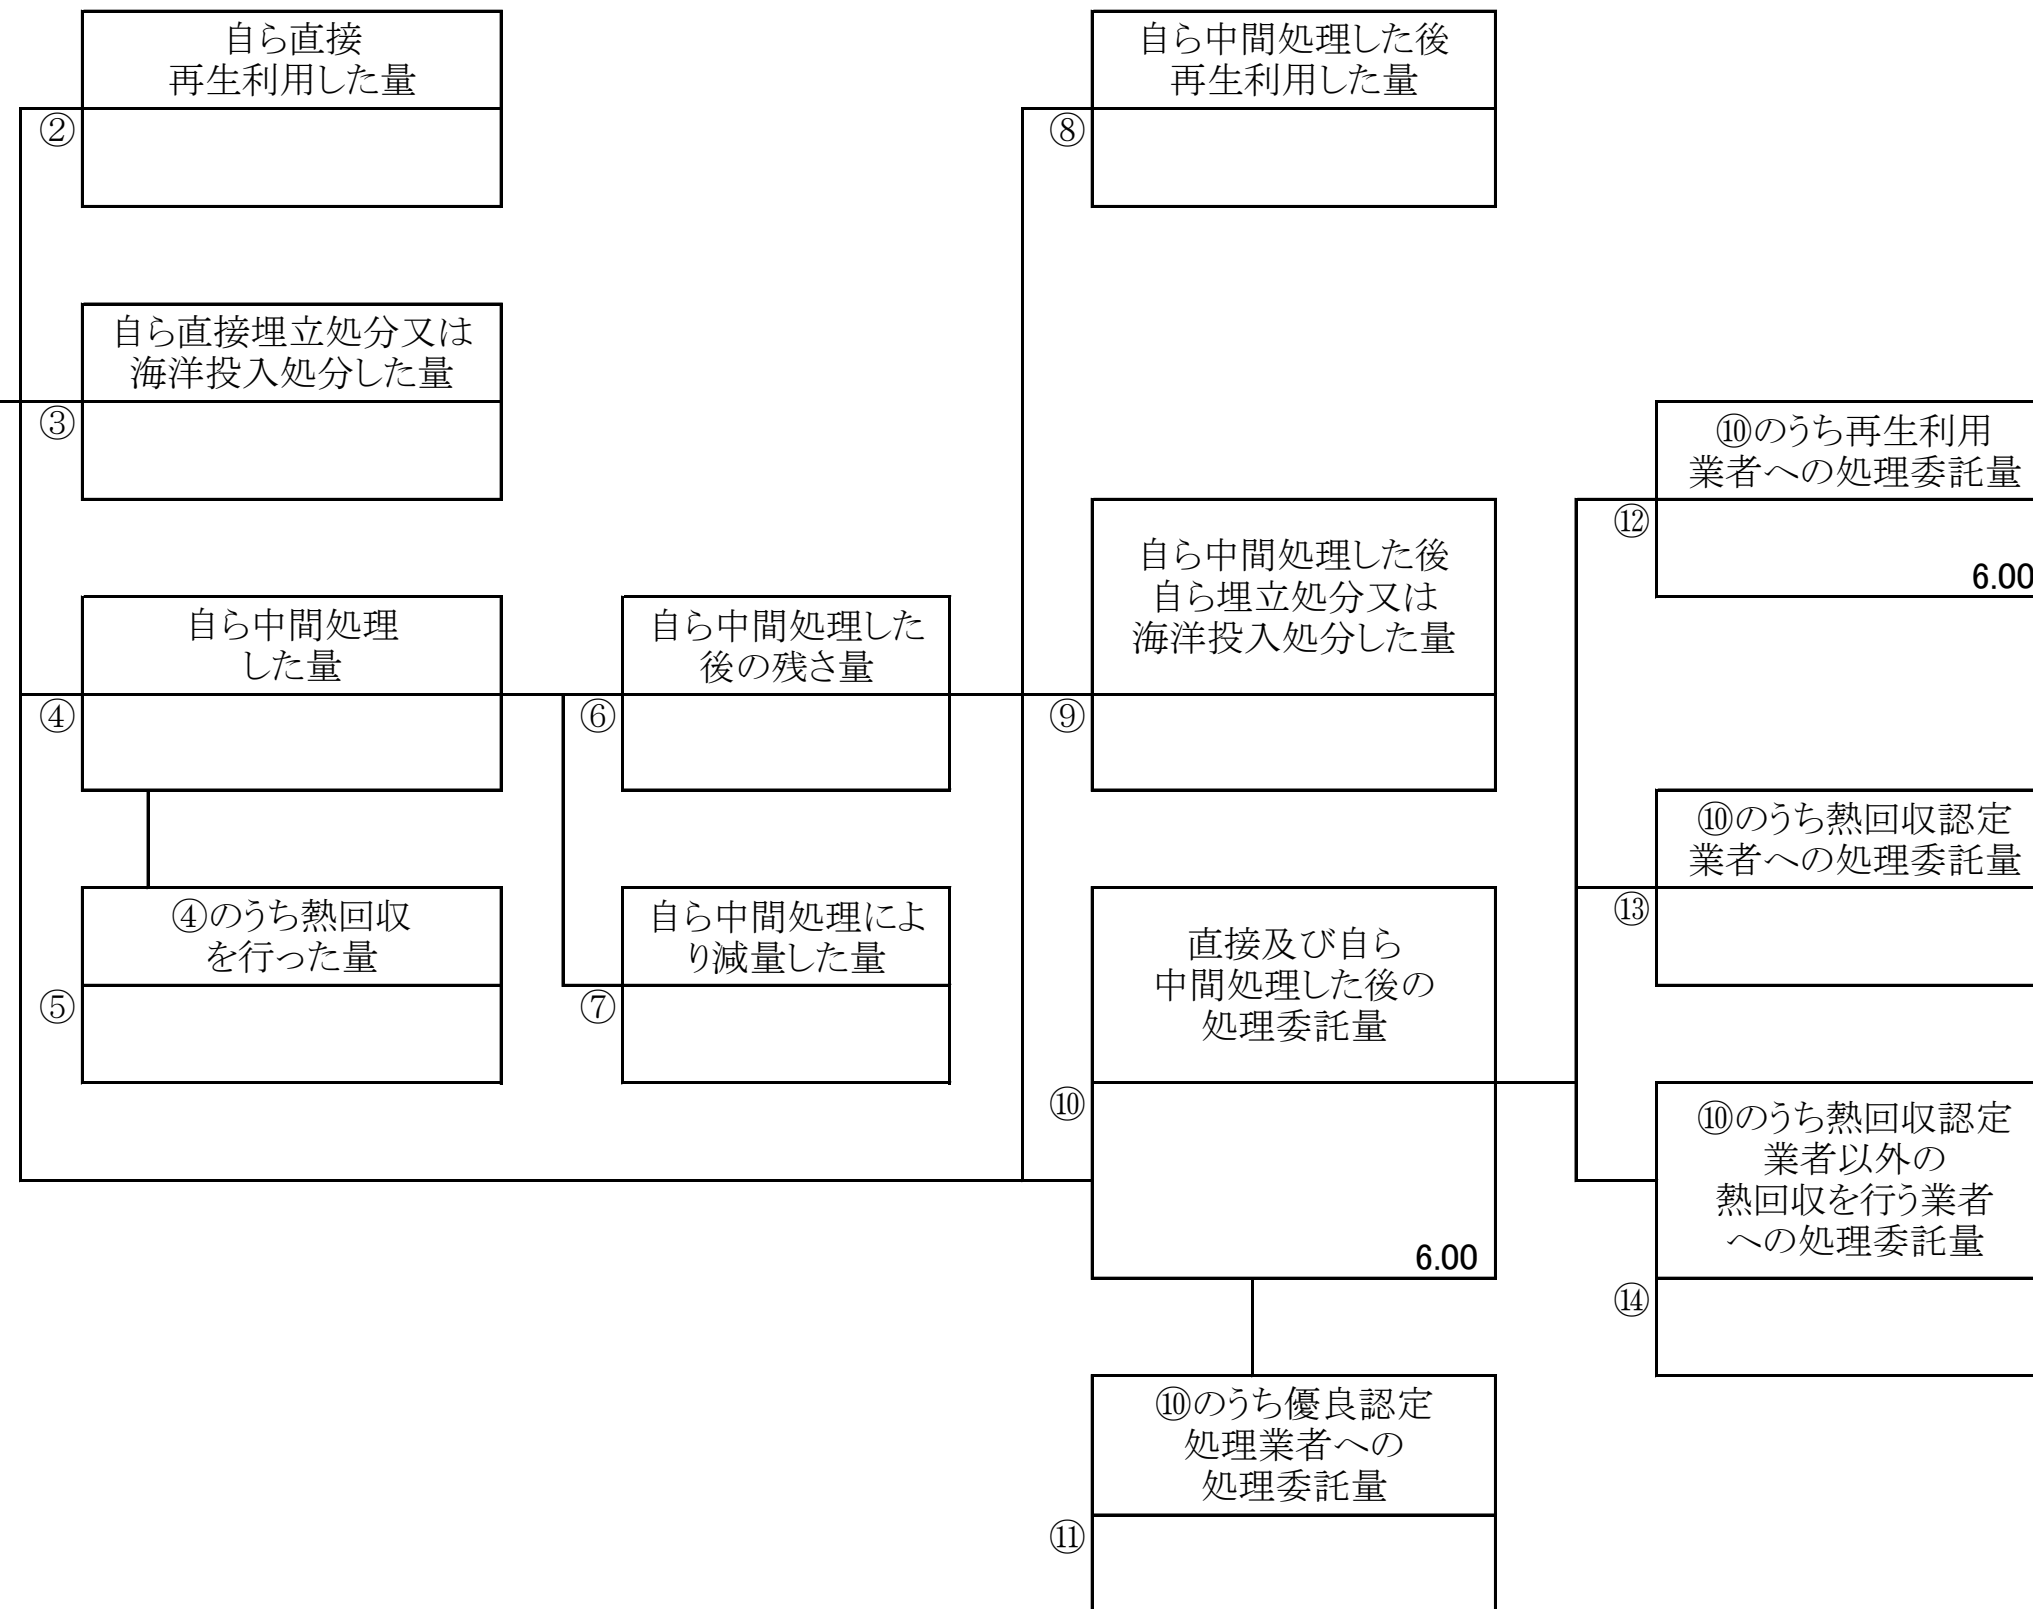 自ら直接
再生利用した量
②
自ら中間処理した後
再生利用した量
⑧
自ら直接埋立処分又は
海洋投入処分した量
③
⑩のうち再生利用
業者への処理委託量
⑫
6.00
自ら中間処理した後
自ら埋立処分又は
海洋投入処分した量
⑨
自ら中間処理
した量
④
自ら中間処理した
後の残さ量
⑥
⑩のうち熱回収認定
業者への処理委託量
⑬
④のうち熱回収
を行った量
⑤
自ら中間処理によ
り減量した量
⑦
直接及び自ら
中間処理した後の
処理委託量
⑩
6.00
⑩のうち熱回収認定
業者以外の
熱回収を行う業者
への処理委託量
⑭
⑩のうち優良認定
処理業者への
処理委託量
⑪